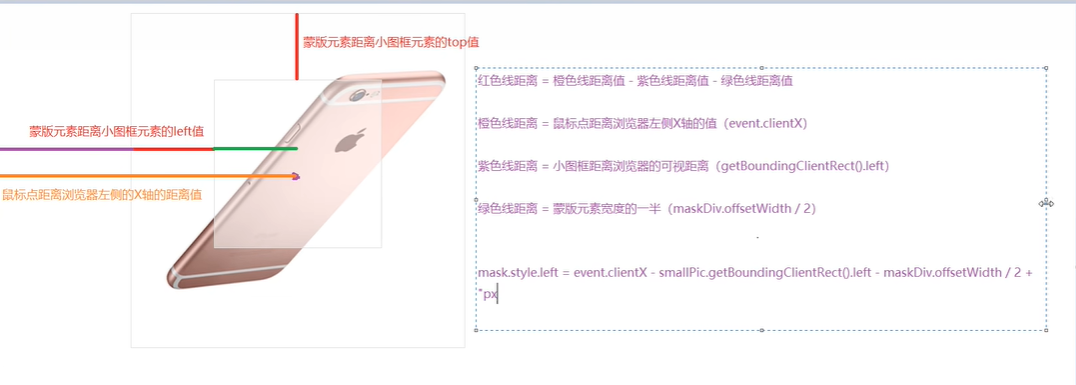 蒙版元素距离小图框元素的top值
红色线距离 = 橙色线距离值 - 紫色线距离值 - 绿色线距离值
橙色线距离 = 鼠标点距离浏览器左侧X轴的值（event.clientX）
蒙版元素距离小图框元素的left值
紫色线距离 = 小图框距离浏览器的可视距离（getBoundingClientRect().left）
鼠标点距离浏览器左侧的X轴的距离值
绿色线距离 = 蒙版元素宽度的一半（maskDiv.offsetWidth / 2）
mask.style.left = event.clientX - smallPic.getBoundingClientRect().left - maskDiv.offsetWidth / 2 +
"px